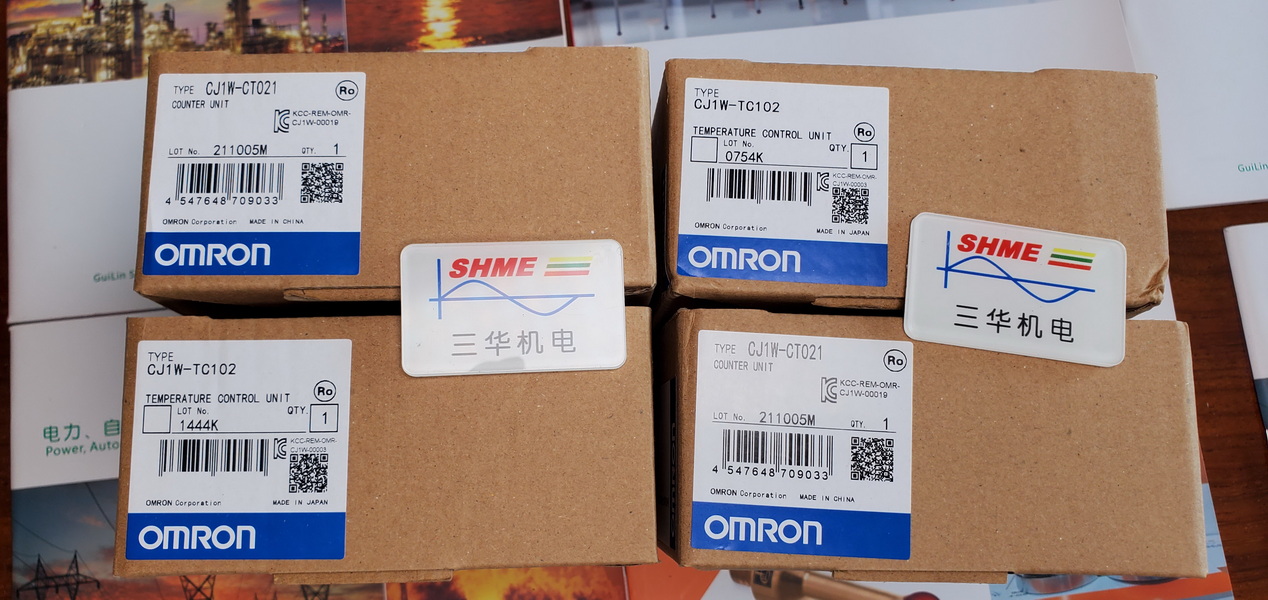 TYPE CJ1W-CT021
COUNTER UNIT
Ro
KCC-REM-OMR-
CJ1W-00019
LOT No. 211005M QTY. 1
4 547648 709033
OMRON Corporation MADE IN CHINA
OMRON
TYPE
CJ1W-TC102
TEMPERATURE CONTROL UNIT
Ro
LOT No. QTY.
0754K 1
KCC-REM-OMR-
CJ1W-00003
OMRON Corporation MADE IN JAPAN
OMRON
SHME
三华机电
SHME
三华机电
TYPE
CJ1W-TC102
TEMPERATURE CONTROL UNIT
Ro
LOT No. QTY.
1444K 1
KCC-REM-OMR-
CJ1W-00003
OMRON Corporation MADE IN JAPAN
OMRON
TYPE CJ1W-CT021
COUNTER UNIT
Ro
KCC-REM-OMR-
CJ1W-00019
LOT No. 211005M QTY. 1
4 547648 709033
OMRON Corporation MADE IN CHINA
OMRON
GuiLin
GuiLin
电力、自
Power, Auto